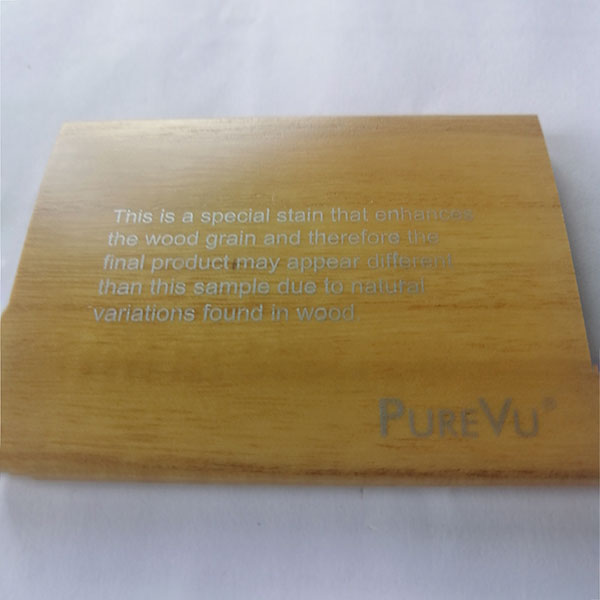 This is a special stain that enhances
the wood grain and therefore the
final product may appear different
than this sample due to natural
variations found in wood.
PUREVU®